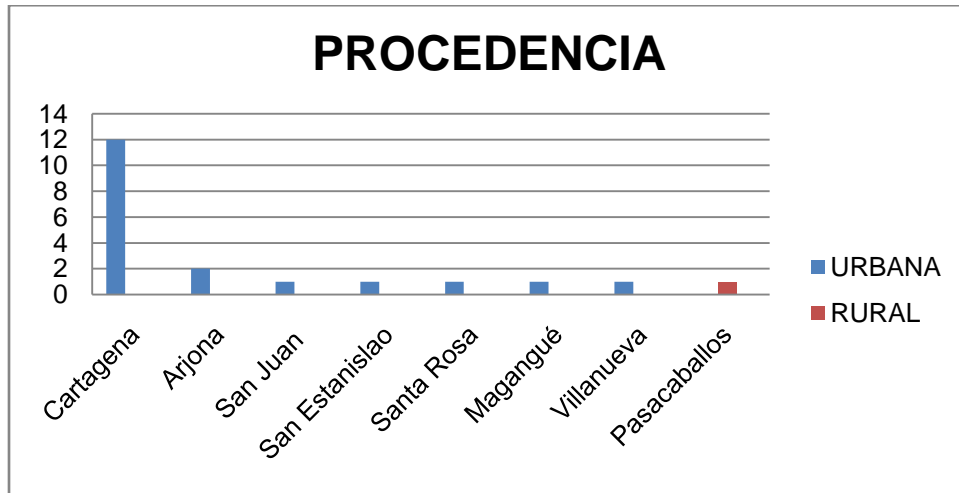 PROCEDENCIA
14
12
10
8
6
4
2
0
Cartagena
Arjona
San Juan
San Estanislao
Santa Rosa
Magangué
Villanueva
Pasacaballos
URBANA
RURAL